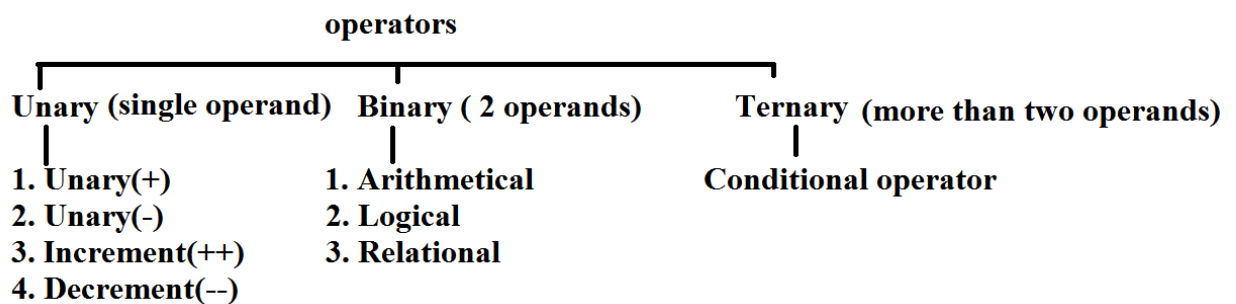 operators
Unary (single operand) Binary ( 2 operands) Ternary (more than two operands)
1. Unary(+) 1. Arithmetical Conditional operator
2. Unary(-) 2. Logical
3. Increment(++) 3. Relational
4. Decrement(--)